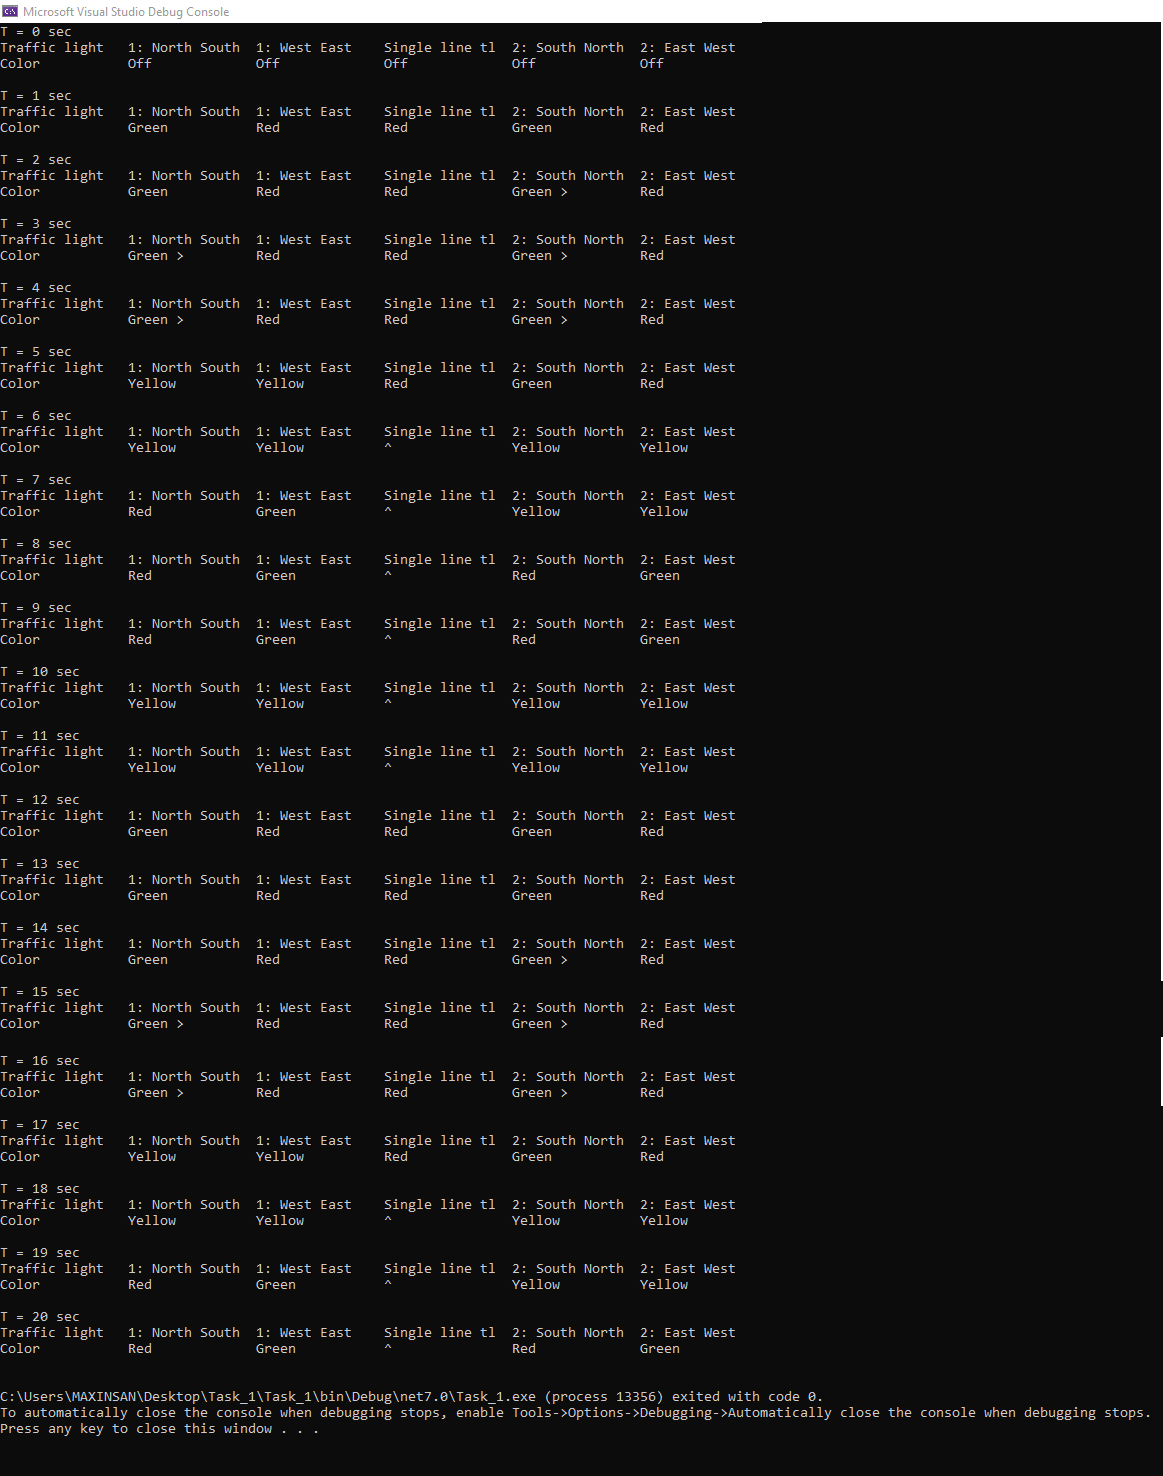 Microsoft Visual Studio Debug Console
T = 0 sec
Traffic light   1: North South  1: West East    Single line tl  2: South North  2: East West
Color           Off             Off             Off             Off             Off
T = 1 sec
Traffic light   1: North South  1: West East    Single line tl  2: South North  2: East West
Color           Green           Red             Red             Green           Red
T = 2 sec
Traffic light   1: North South  1: West East    Single line tl  2: South North  2: East West
Color           Green           Red             Red             Green >         Red
T = 3 sec
Traffic light   1: North South  1: West East    Single line tl  2: South North  2: East West
Color           Green >         Red             Red             Green >         Red
T = 4 sec
Traffic light   1: North South  1: West East    Single line tl  2: South North  2: East West
Color           Green >         Red             Red             Green >         Red
T = 5 sec
Traffic light   1: North South  1: West East    Single line tl  2: South North  2: East West
Color           Yellow          Yellow          Red             Green           Red
T = 6 sec
Traffic light   1: North South  1: West East    Single line tl  2: South North  2: East West
Color           Yellow          Yellow          ^               Yellow          Yellow
T = 7 sec
Traffic light   1: North South  1: West East    Single line tl  2: South North  2: East West
Color           Red             Green           ^               Yellow          Yellow
T = 8 sec
Traffic light   1: North South  1: West East    Single line tl  2: South North  2: East West
Color           Red             Green           ^               Red             Green
T = 9 sec
Traffic light   1: North South  1: West East    Single line tl  2: South North  2: East West
Color           Red             Green           ^               Red             Green
T = 10 sec
Traffic light   1: North South  1: West East    Single line tl  2: South North  2: East West
Color           Yellow          Yellow          ^               Yellow          Yellow
T = 11 sec
Traffic light   1: North South  1: West East    Single line tl  2: South North  2: East West
Color           Yellow          Yellow          ^               Yellow          Yellow
T = 12 sec
Traffic light   1: North South  1: West East    Single line tl  2: South North  2: East West
Color           Green           Red             Red             Green           Red
T = 13 sec
Traffic light   1: North South  1: West East    Single line tl  2: South North  2: East West
Color           Green           Red             Red             Green           Red
T = 14 sec
Traffic light   1: North South  1: West East    Single line tl  2: South North  2: East West
Color           Green           Red             Red             Green >         Red
T = 15 sec
Traffic light   1: North South  1: West East    Single line tl  2: South North  2: East West
Color           Green >         Red             Red             Green >         Red
T = 16 sec
Traffic light   1: North South  1: West East    Single line tl  2: South North  2: East West
Color           Green >         Red             Red             Green >         Red
T = 17 sec
Traffic light   1: North South  1: West East    Single line tl  2: South North  2: East West
Color           Yellow          Yellow          Red             Green           Red
T = 18 sec
Traffic light   1: North South  1: West East    Single line tl  2: South North  2: East West
Color           Yellow          Yellow          ^               Yellow          Yellow
T = 19 sec
Traffic light   1: North South  1: West East    Single line tl  2: South North  2: East West
Color           Red             Green           ^               Yellow          Yellow
T = 20 sec
Traffic light   1: North South  1: West East    Single line tl  2: South North  2: East West
Color           Red             Green           ^               Red             Green
C:\Users\MAXINSAN\Desktop\Task_1\Task_1\bin\Debug\net7.0\Task_1.exe (process 13356) exited with code 0.
To automatically close the console when debugging stops, enable Tools->Options->Debugging->Automatically close the console when debugging stops.
Press any key to close this window . . .